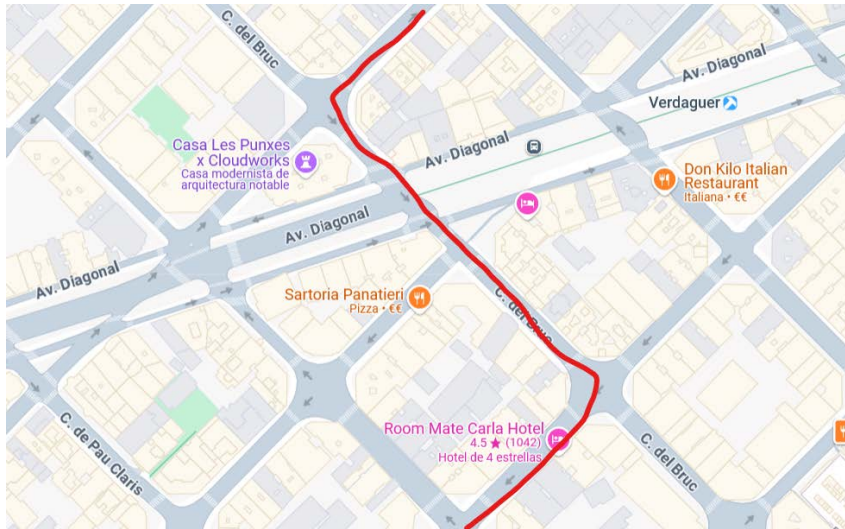 C. del Bruc
Av. Diagonal
Verdaguer
Casa Les Punxes
x Cloudworks
Casa modernista de
arquitectura notable
Av. Diagonal
Don Kilo Italian
Restaurant
Italiana • €€
Av. Diagonal
Av. Diagonal
Sartoria Panatieri
Pizza • €€
C. del Bruc
Room Mate Carla Hotel
4.5 ★ (1042)
Hotel de 4 estrellas
C. de Pau Claris
C. del Bruc